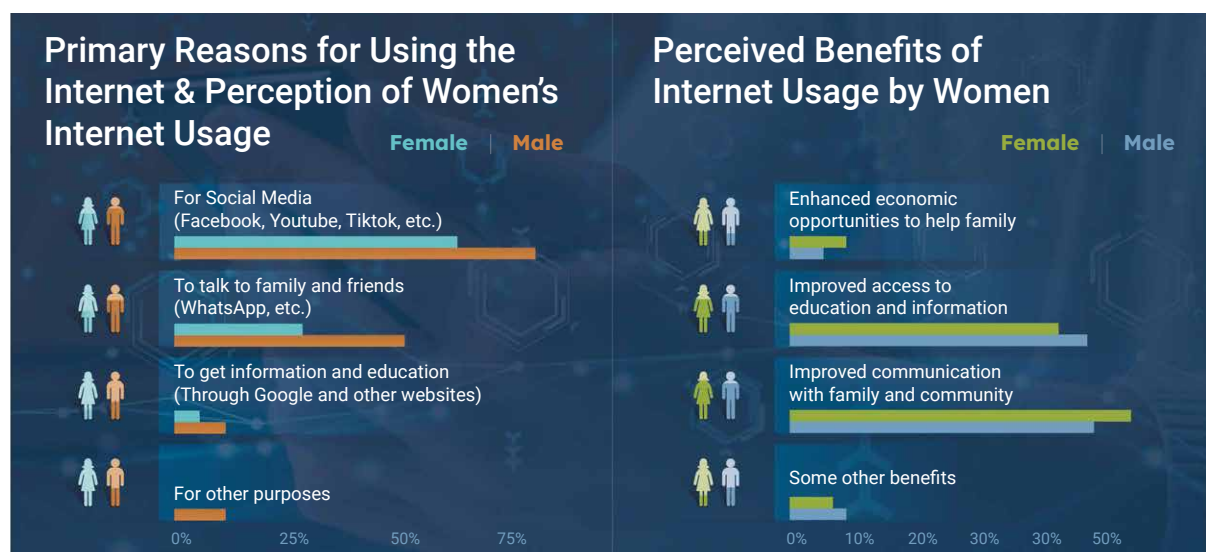 Primary Reasons for Using the
Internet & Perception of Women's
Internet Usage
Female | Male
For Social Media
(Facebook, Youtube, Tiktok, etc.)
To talk to family and friends
(WhatsApp, etc.)
To get information and education
(Through Google and other websites)
For other purposes
0% 25% 50% 75%
Perceived Benefits of
Internet Usage by Women
Female | Male
Enhanced economic
opportunities to help family
Improved access to
education and information
Improved communication
with family and community
Some other benefits
0% 10% 20% 30% 30% 50%